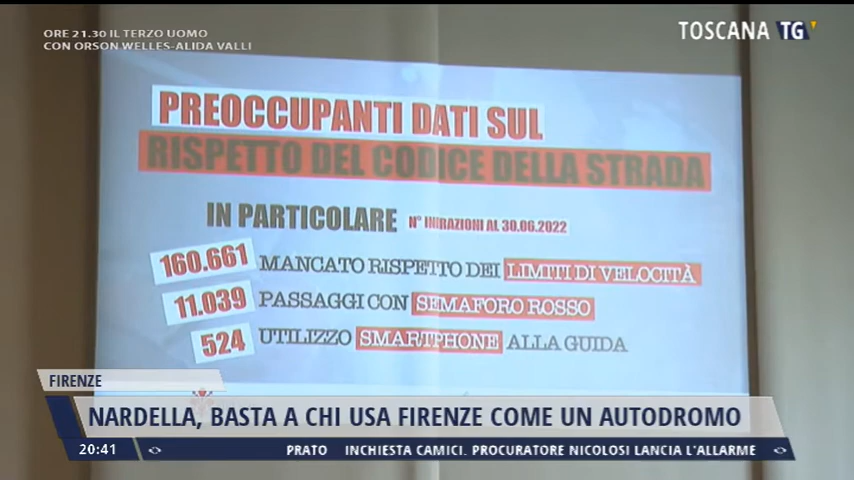 ORE 21.30 IL TERZO UOMO
CON ORSON WELLES-ALIDA VALLI
TOSCANA TG
PREOCCUPANTI DATI SUL
RISPETTO DEL CODICE DELLA STRADA
IN PARTICOLARE N° INIRAZIONI AL 30.06.2022
160.661 MANCATO RISPETTO DEI LIMITI DI VELOCITÀ
11.039 PASSAGGI CON SEMAFORO ROSSO
524 UTILIZZO SMARTPHONE ALLA GUIDA
FIRENZE
NARDELLA, BASTA A CHI USA FIRENZE COME UN AUTODROMO
20:41 PRATO INCHIESTA CAMICI. PROCURATORE NICOLOSI LANCIA L'ALLARME